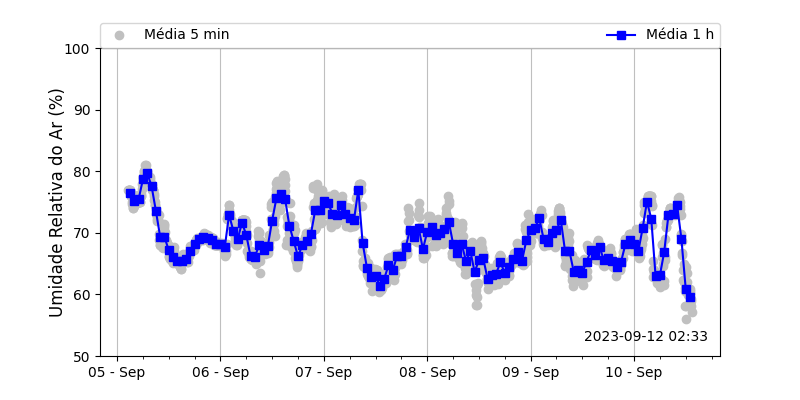 Média 5 min
Média 1 h
Umidade Relativa do Ar (%)
100
90
80
70
60
50
2023-09-12 02:33
05 - Sep
06 - Sep
07 - Sep
08 - Sep
09 - Sep
10 - Sep